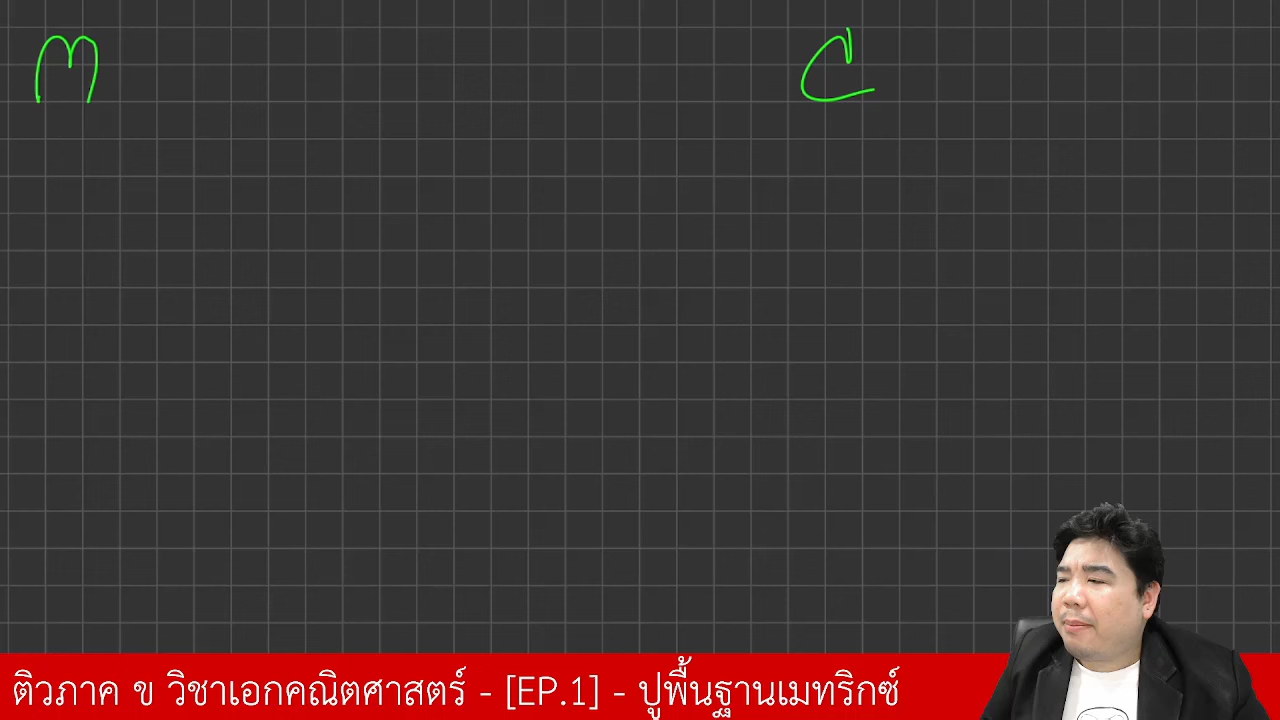 M C
ติวภาค ข วิชาเอกคณิตศาสตร์ - [EP.1] - ปูพื้นฐานเมทริกซ์